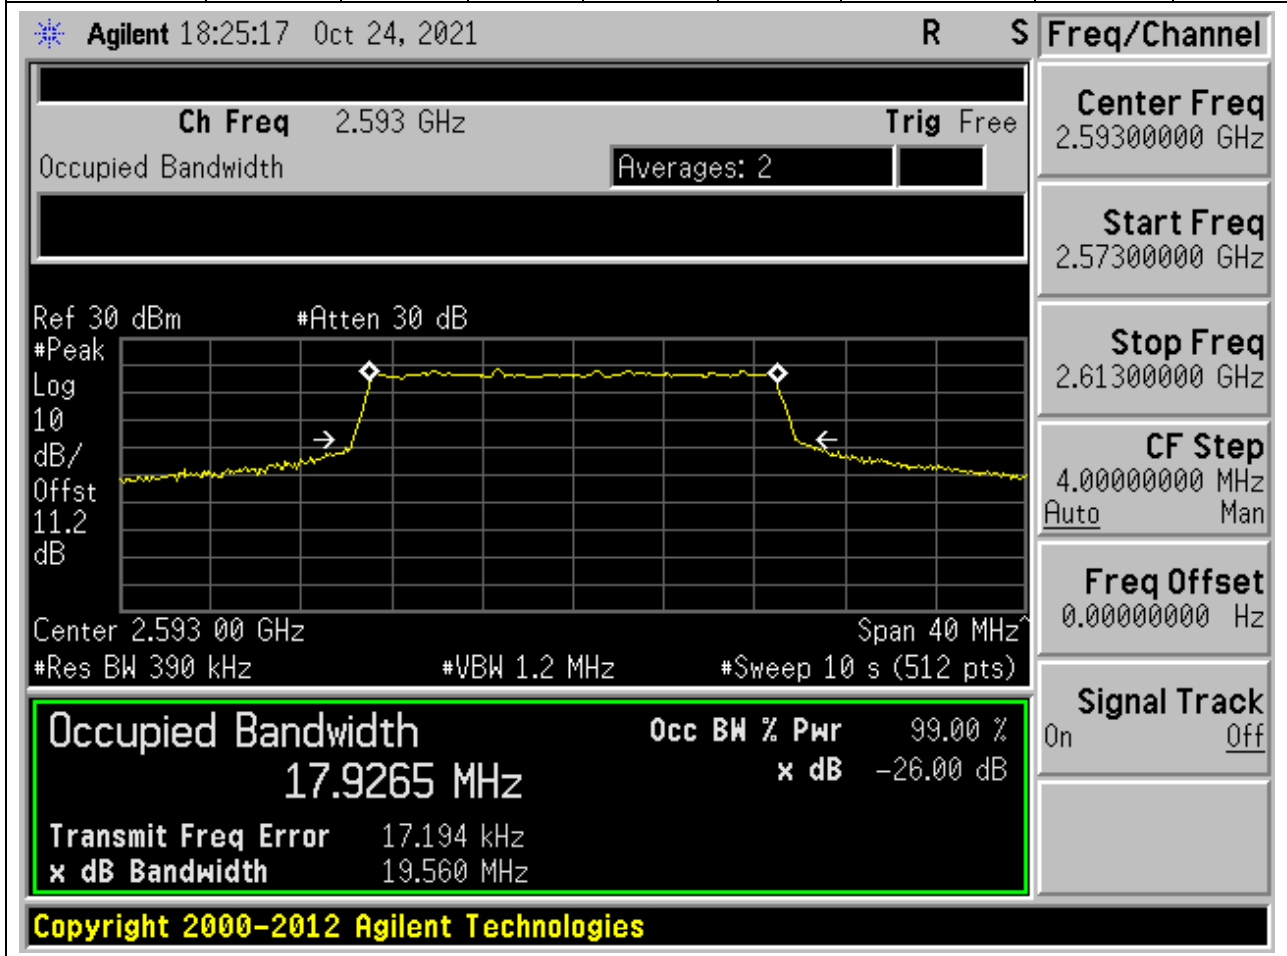 Agilent 18:25:17 Oct 24, 2021 R S Freq/Channel
Ch Freq 2.593 GHz Trig Free
Occupied Bandwidth Averages: 2
Center Freq
2.59300000 GHz
Start Freq
2.57300000 GHz
Stop Freq
2.61300000 GHz
CF Step
4.00000000 MHz
Auto Man
Freq Offset
0.00000000 Hz
Signal Track
On Off
Ref 30 dBm #Atten 30 dB
#Peak
Log
10
dB/
Offst
11.2
dB
Center 2.593 00 GHz Span 40 MHz^
#Res BW 390 kHz #VBW 1.2 MHz #Sweep 10 s (512 pts)
Occupied Bandwidth Occ BW % Pwr 99.00 %
17.9265 MHz x dB -26.00 dB
Transmit Freq Error 17.194 kHz
x dB Bandwidth 19.560 MHz
Copyright 2000-2012 Agilent Technologies